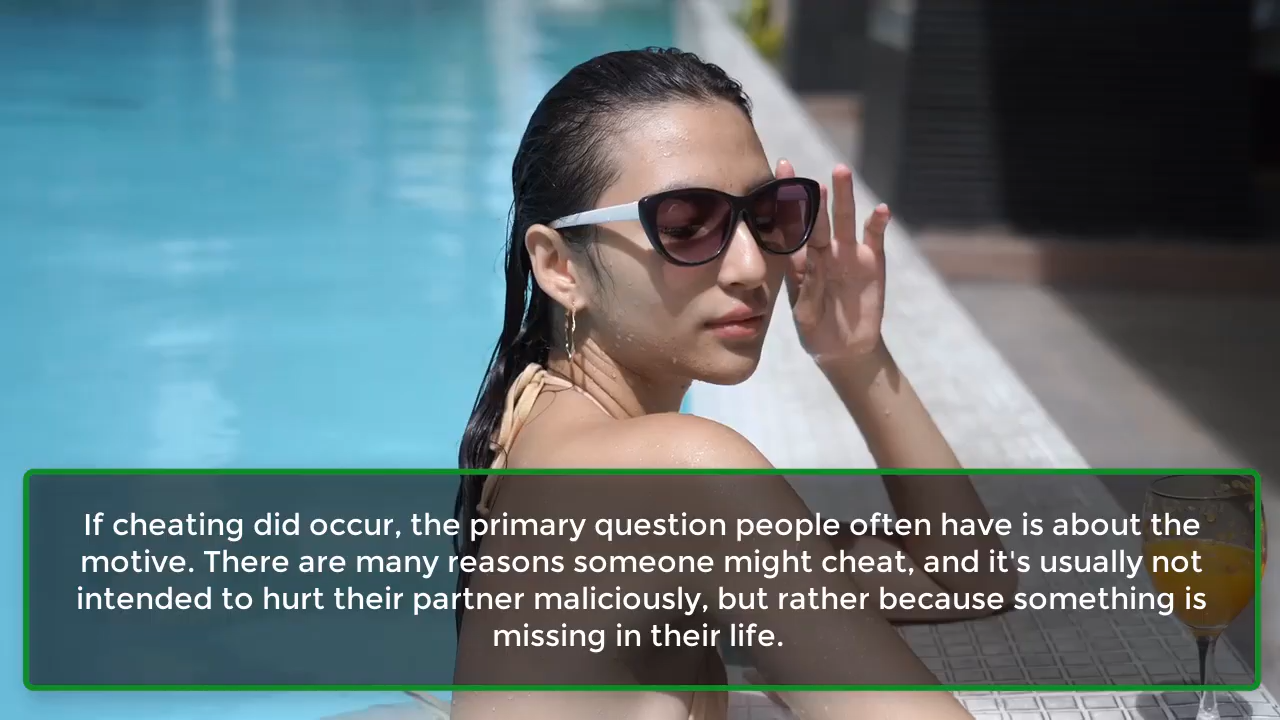 If cheating did occur, the primary question people often have is about the
motive. There are many reasons someone might cheat, and it's usually not
intended to hurt their partner maliciously, but rather because something is
missing in their life.